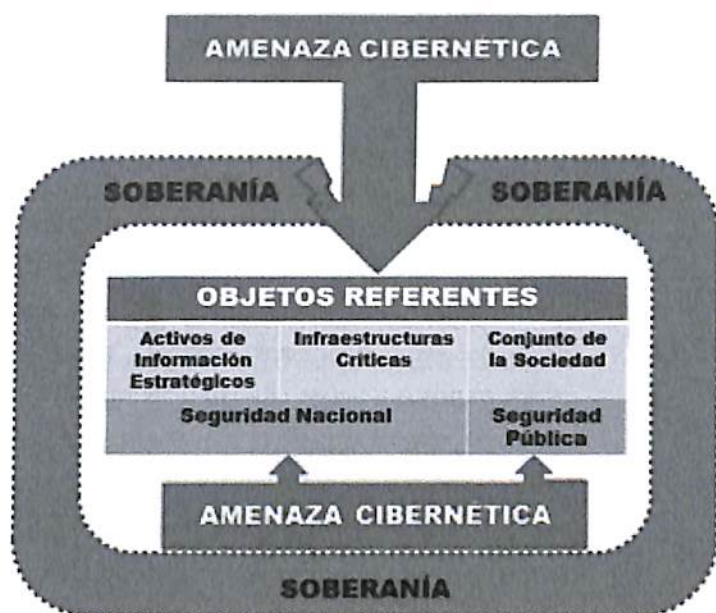 AMENAZA CIBERNÉTICA
SOBERANÍA SOBERANÍA
OBJETOS REFERENTES
Activos de Infraestructuras Conjunto de
Información Críticas la Sociedad
Estratégicos
Seguridad Nacional Seguridad
Pública
AMENAZA CIBERNÉTICA
SOBERANÍA